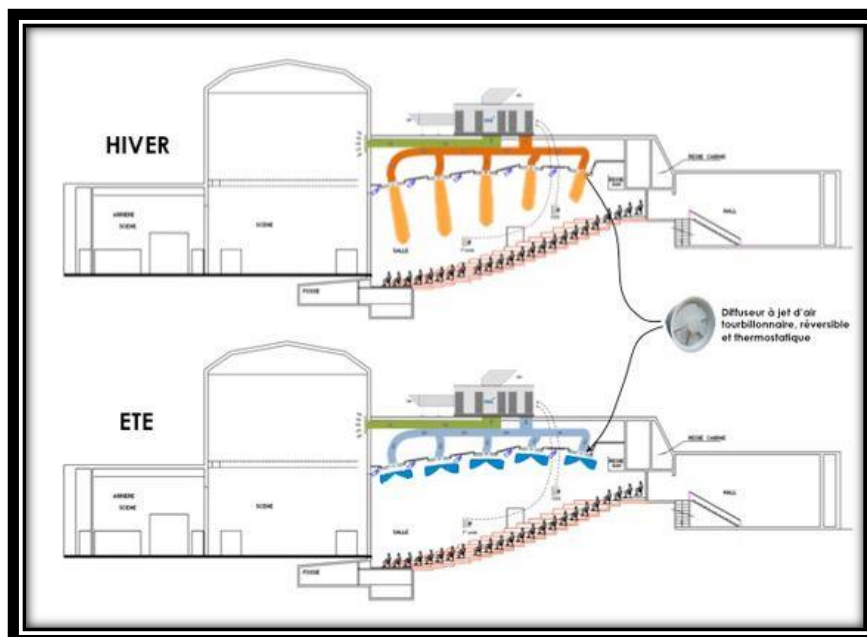 HIVER
REGIE CABINE
ARRIERE
SCENE
SCENE
HALL
SALLE
FOSSE
Diffuseur à jet d'air
tourbillonnaire, réversible
et thermostatique
ETE
REGIE CABINE
ARRIERE
SCENE
SCENE
HALL
SALLE
FOSSE